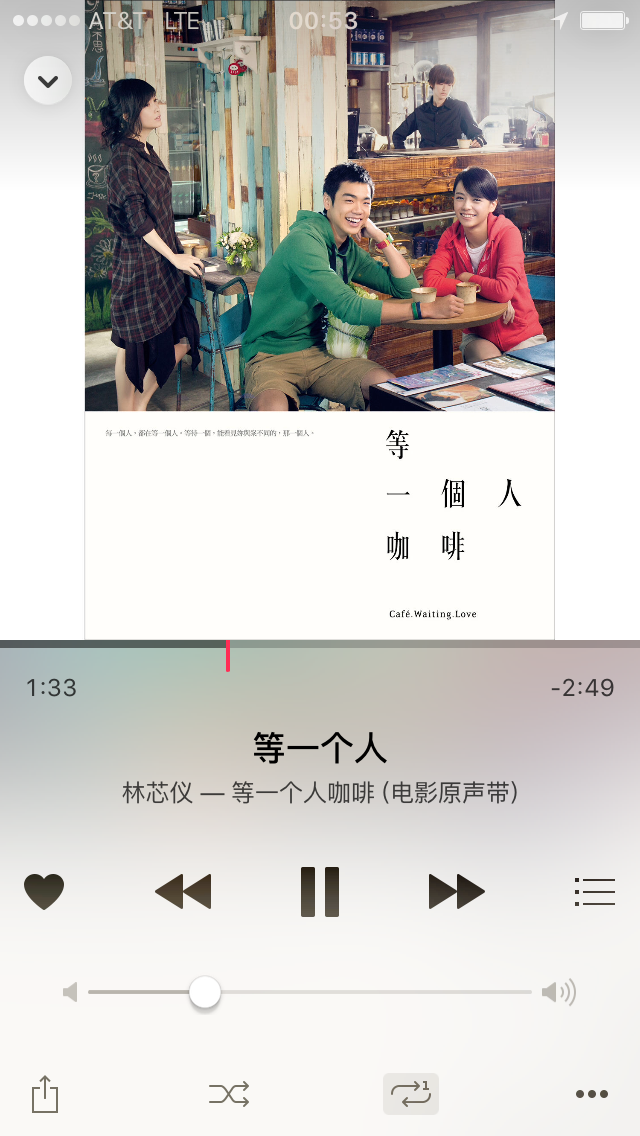 AT&T LTE 00:53
每一個人，都在等一個人。等待一個，能看見妳與眾不同的，那一個人。
等
一個人
咖啡
Café.Waiting.Love
1:33 -2:49
等一个人
林芯仪 — 等一个人咖啡 (电影原声带)
1